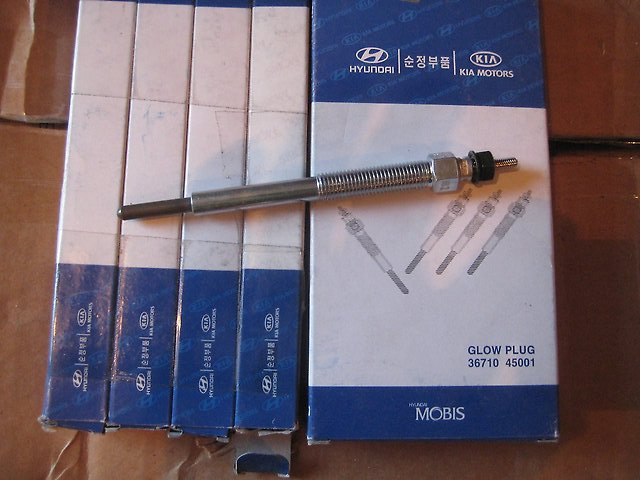 HYUNDAI
순정부품
KIA
KIA MOTORS
GLOW PLUG
36710 45001
HYUNDAI
MOBIS
HYUNDAI
순정부품
KIA
KIA MOTORS
HYUNDAI
순정부품
KIA
KIA MOTORS
HYUNDAI
순정부품
KIA
KIA MOTORS
HYUNDAI
순정부품
KIA
KIA MOTORS